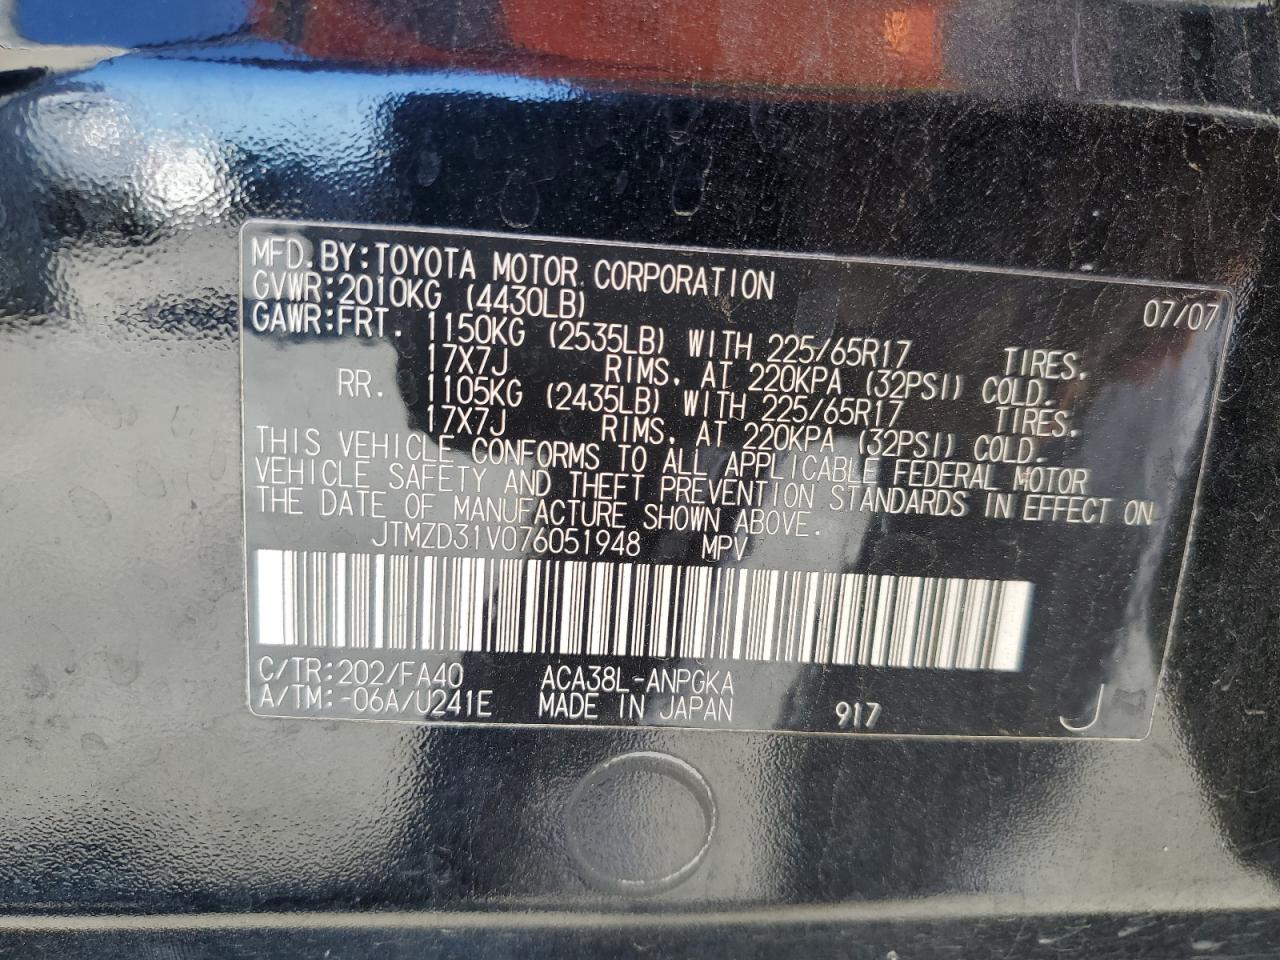 MFD. BY: TOYOTA MOTOR CORPORATION 07/07
GVWR: 2010KG (4430LB)
GAWR: FRT. 1150KG (2535LB) WITH 225/65R17 TIRES,
17X7J RIMS, AT 220KPA (32PSI) COLD.
RR. 1105KG (2435LB) WITH 225/65R17 TIRES,
17X7J RIMS, AT 220KPA (32PSI) COLD.
THIS VEHICLE CONFORMS TO ALL APPLICABLE FEDERAL MOTOR
VEHICLE SAFETY AND THEFT PREVENTION STANDARDS IN EFFECT ON
THE DATE OF MANUFACTURE SHOWN ABOVE.
JTMZD31V076051948 MPV
C/TR: 202/FA40 ACA38L-ANPGKA
A/TM: -06A/U241E MADE IN JAPAN 917 J